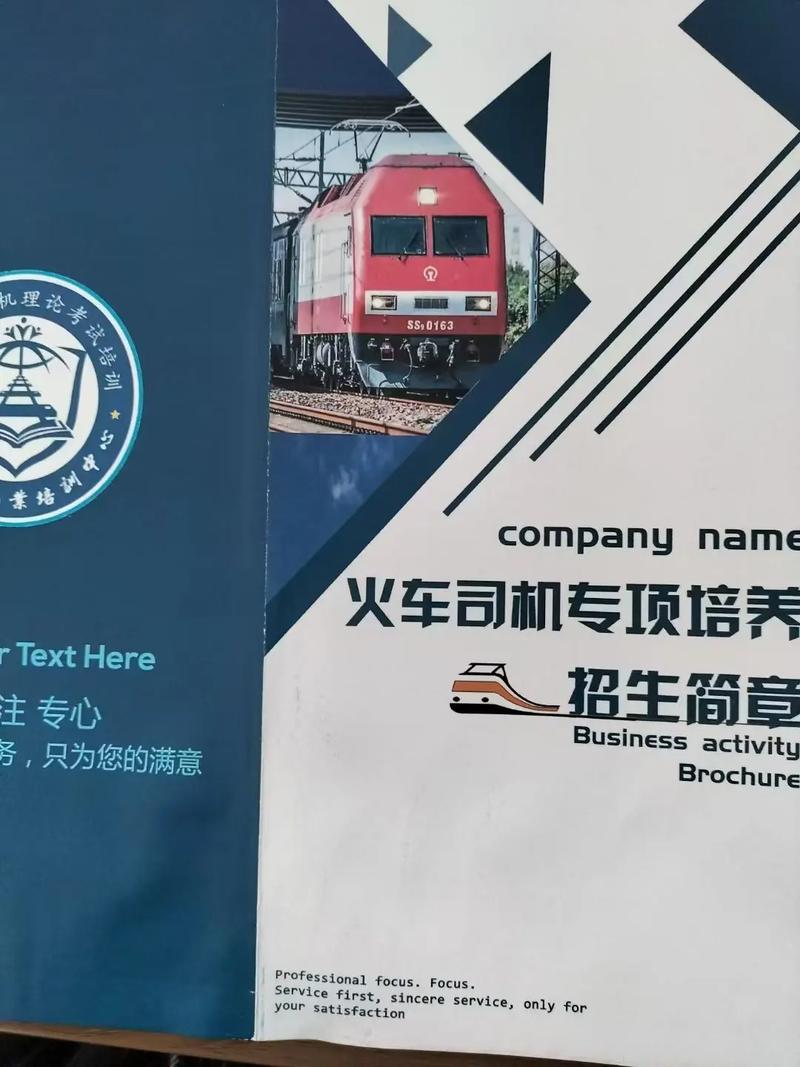 机理论考试培训
业培训中心
r Text Here
注 专心
务，只为您的满意
SS9 0163
company name
火车司机专项培养
招生简章
Business activity
Brochure
Professional focus. Focus.
Service first, sincere service, only for
your satisfaction